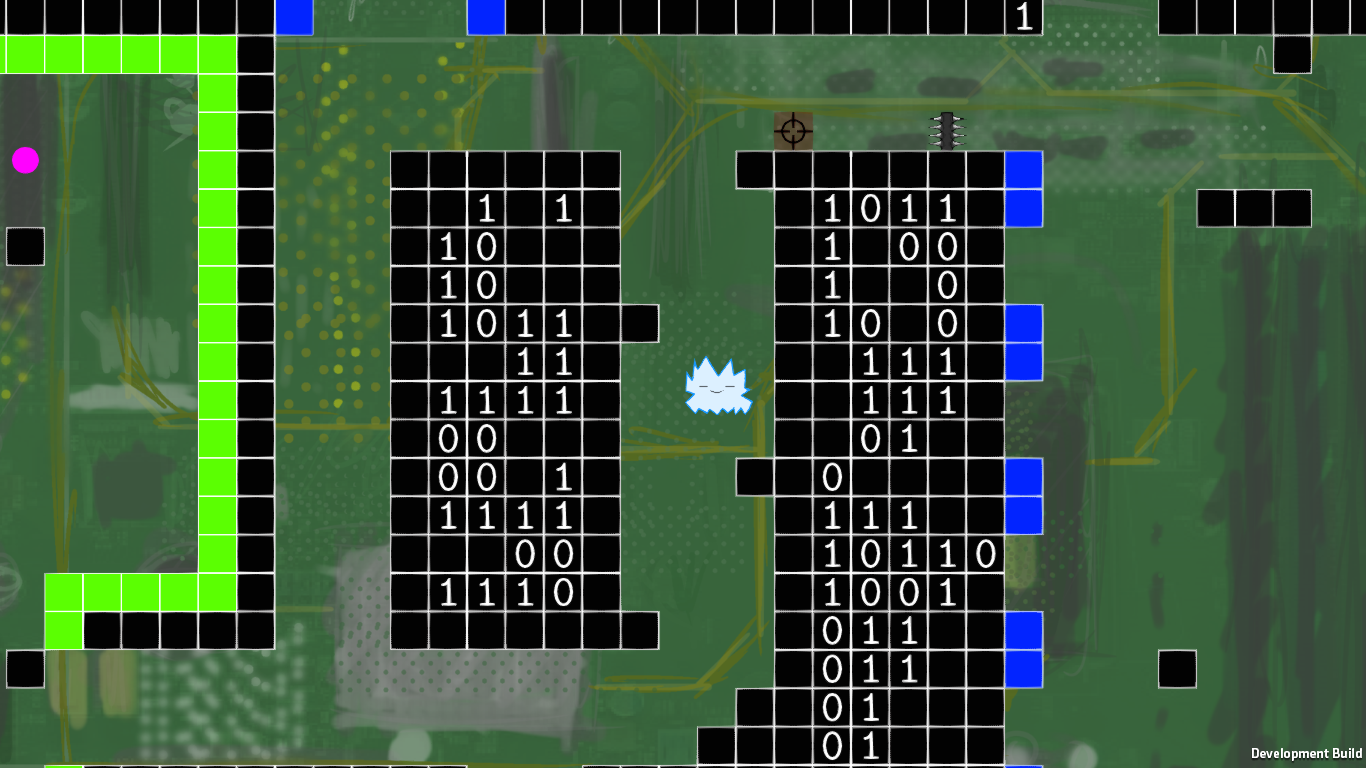 1
1 1 1 0 1 1
1 0 1 0 0
1 0 1 0
1 0 1 1 1 0 0
1 1 1 1 1
1 1 1 1 1 1 1
0 0 0 1
0 0 1 0
1 1 1 1 1 1 1
0 0 1 0 1 1 0
1 1 1 0 1 0 0 1
0 1 1
0 1 1
0 1
0 1
Development Build